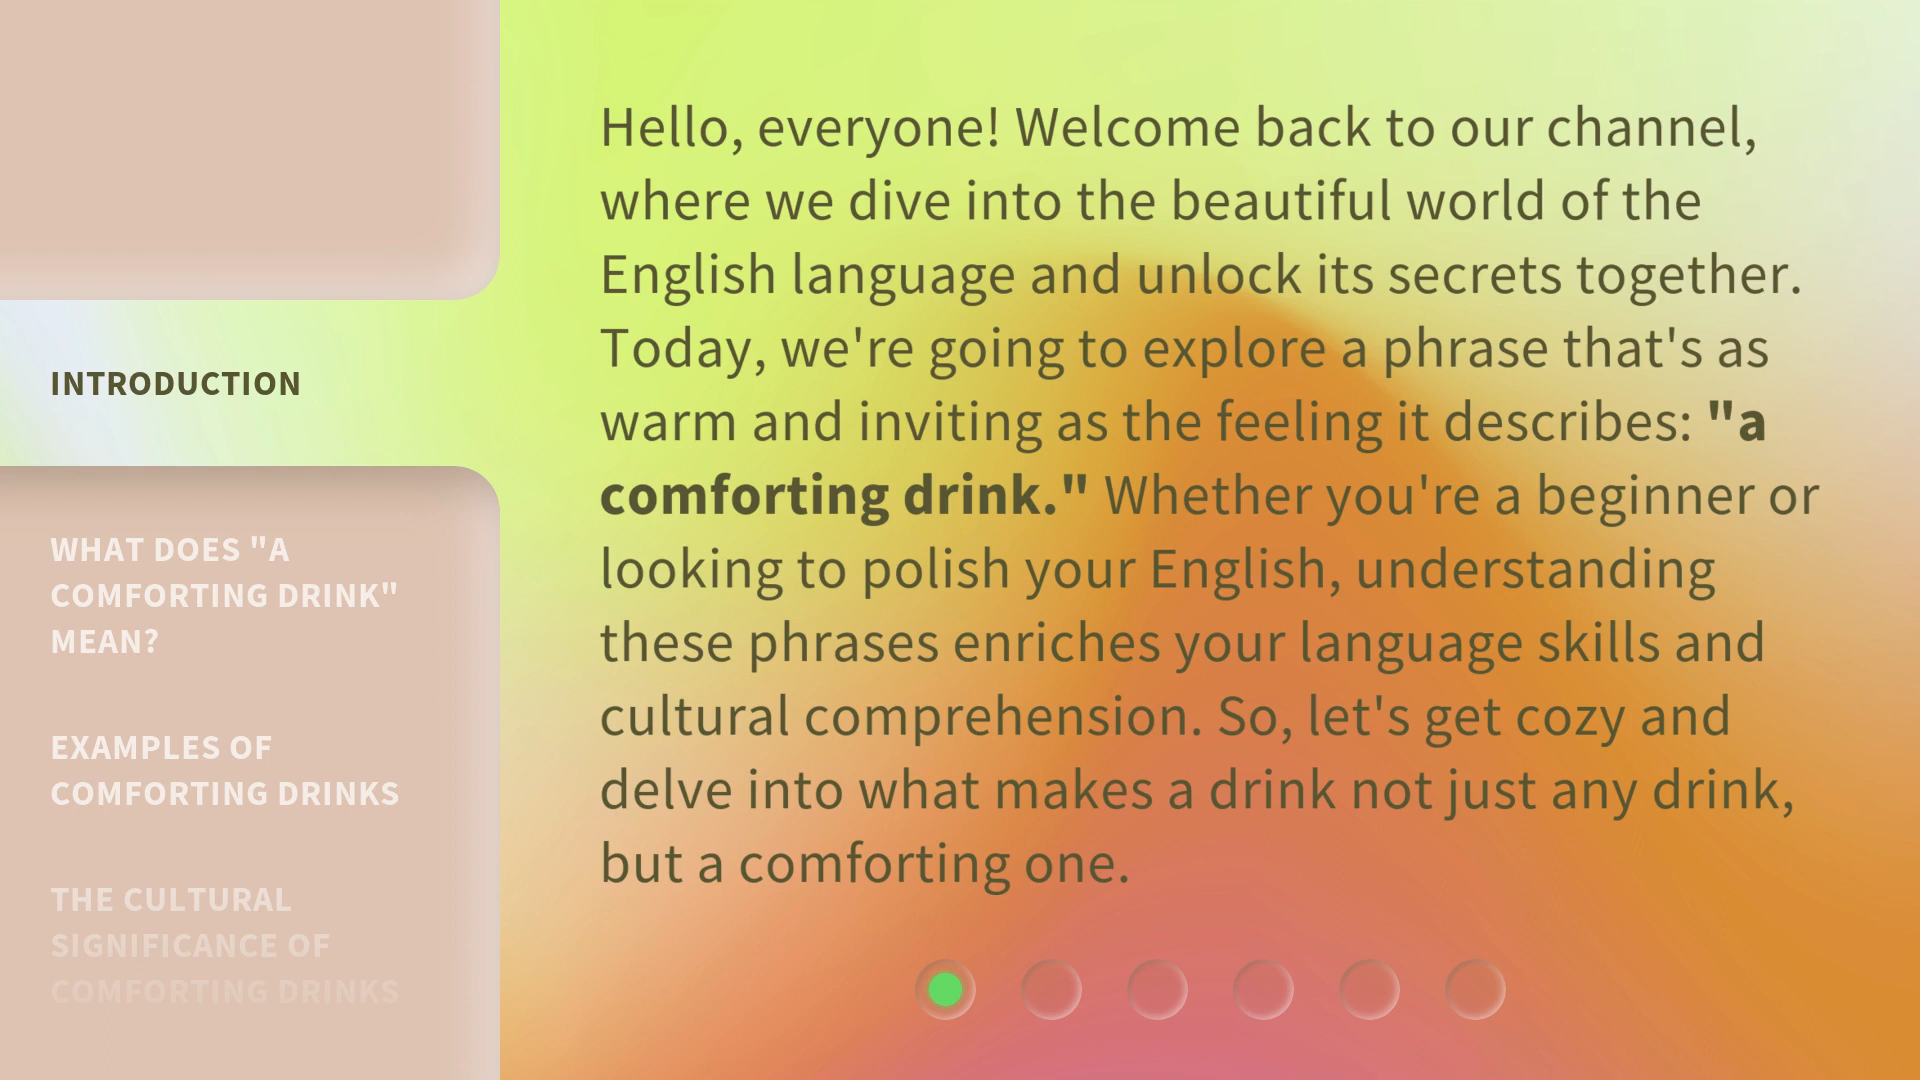 INTRODUCTION
WHAT DOES "A
COMFORTING DRINK"
MEAN?
EXAMPLES OF
COMFORTING DRINKS
THE CULTURAL
SIGNIFICANCE OF
COMFORTING DRINKS
Hello, everyone! Welcome back to our channel,
where we dive into the beautiful world of the
English language and unlock its secrets together.
Today, we're going to explore a phrase that's as
warm and inviting as the feeling it describes: "a
comforting drink." Whether you're a beginner or
looking to polish your English, understanding
these phrases enriches your language skills and
cultural comprehension. So, let's get cozy and
delve into what makes a drink not just any drink,
but a comforting one.